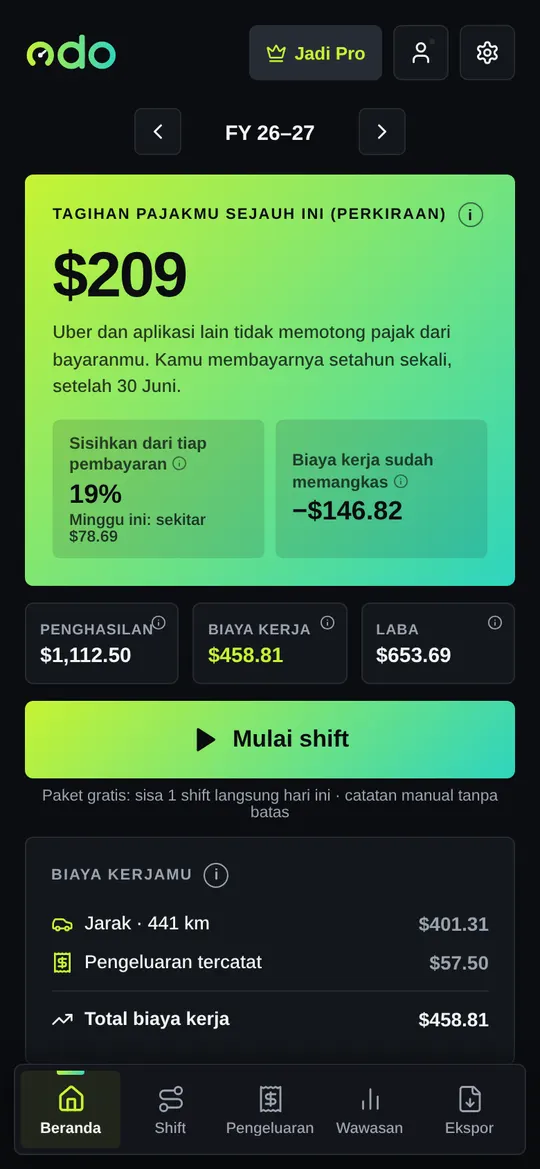 odo
Jadi Pro
FY 26–27
TAGIHAN PAJAKMU SEJAUH INI (PERKIRAAN)
$209
Uber dan aplikasi lain tidak memotong pajak dari
bayaranmu. Kamu membayarnya setahun sekali,
setelah 30 Juni.
Sisihkan dari tiap
pembayaran
19%
Minggu ini: sekitar
$78.69
Biaya kerja sudah
memangkas
−$146.82
PENGHASILAN
$1,112.50
BIAYA KERJA
$458.81
LABA
$653.69
Mulai shift
Paket gratis: sisa 1 shift langsung hari ini · catatan manual tanpa
batas
BIAYA KERJAMU
Jarak · 441 km
$401.31
Pengeluaran tercatat
$57.50
Total biaya kerja
$458.81
Beranda
Shift
Pengeluaran
Wawasan
Ekspor